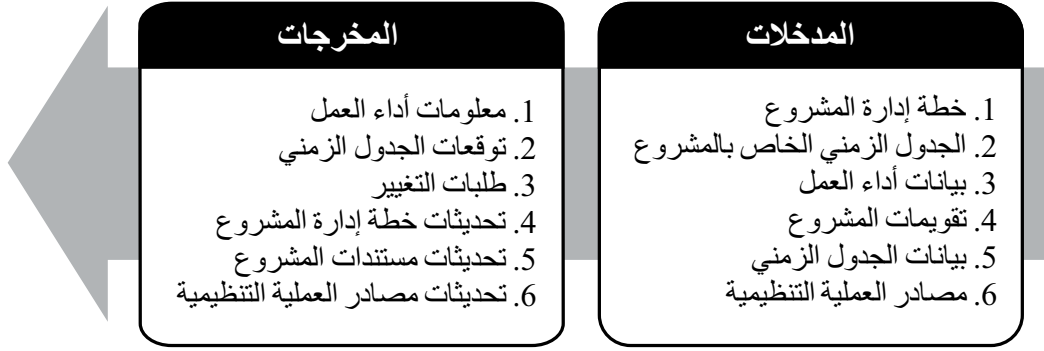 المدخلات
1. خطة إدارة المشروع
2. الجدول الزمني الخاص بالمشروع
3. بيانات أداء العمل
4. تقويمات المشروع
5. بيانات الجدول الزمني
6. مصادر العملية التنظيمية
المخرجات
1. معلومات أداء العمل
2. توقعات الجدول الزمني
3. طلبات التغيير
4. تحديثات خطة إدارة المشروع
5. تحديثات مستندات المشروع
6. تحديثات مصادر العملية التنظيمية